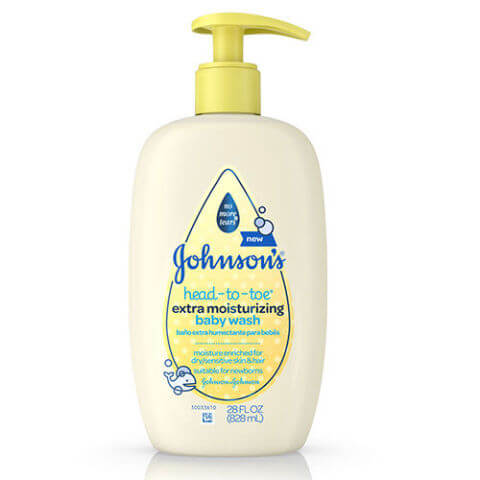 no
more
tears®
new
Johnson's®
head-to-toe®
extra moisturizing
baby wash
baño extra humectante para bebés
moisture enriched for
dry/sensitive skin & hair
suitable for newborns
Johnson & Johnson
28 FL OZ
(828 mL)